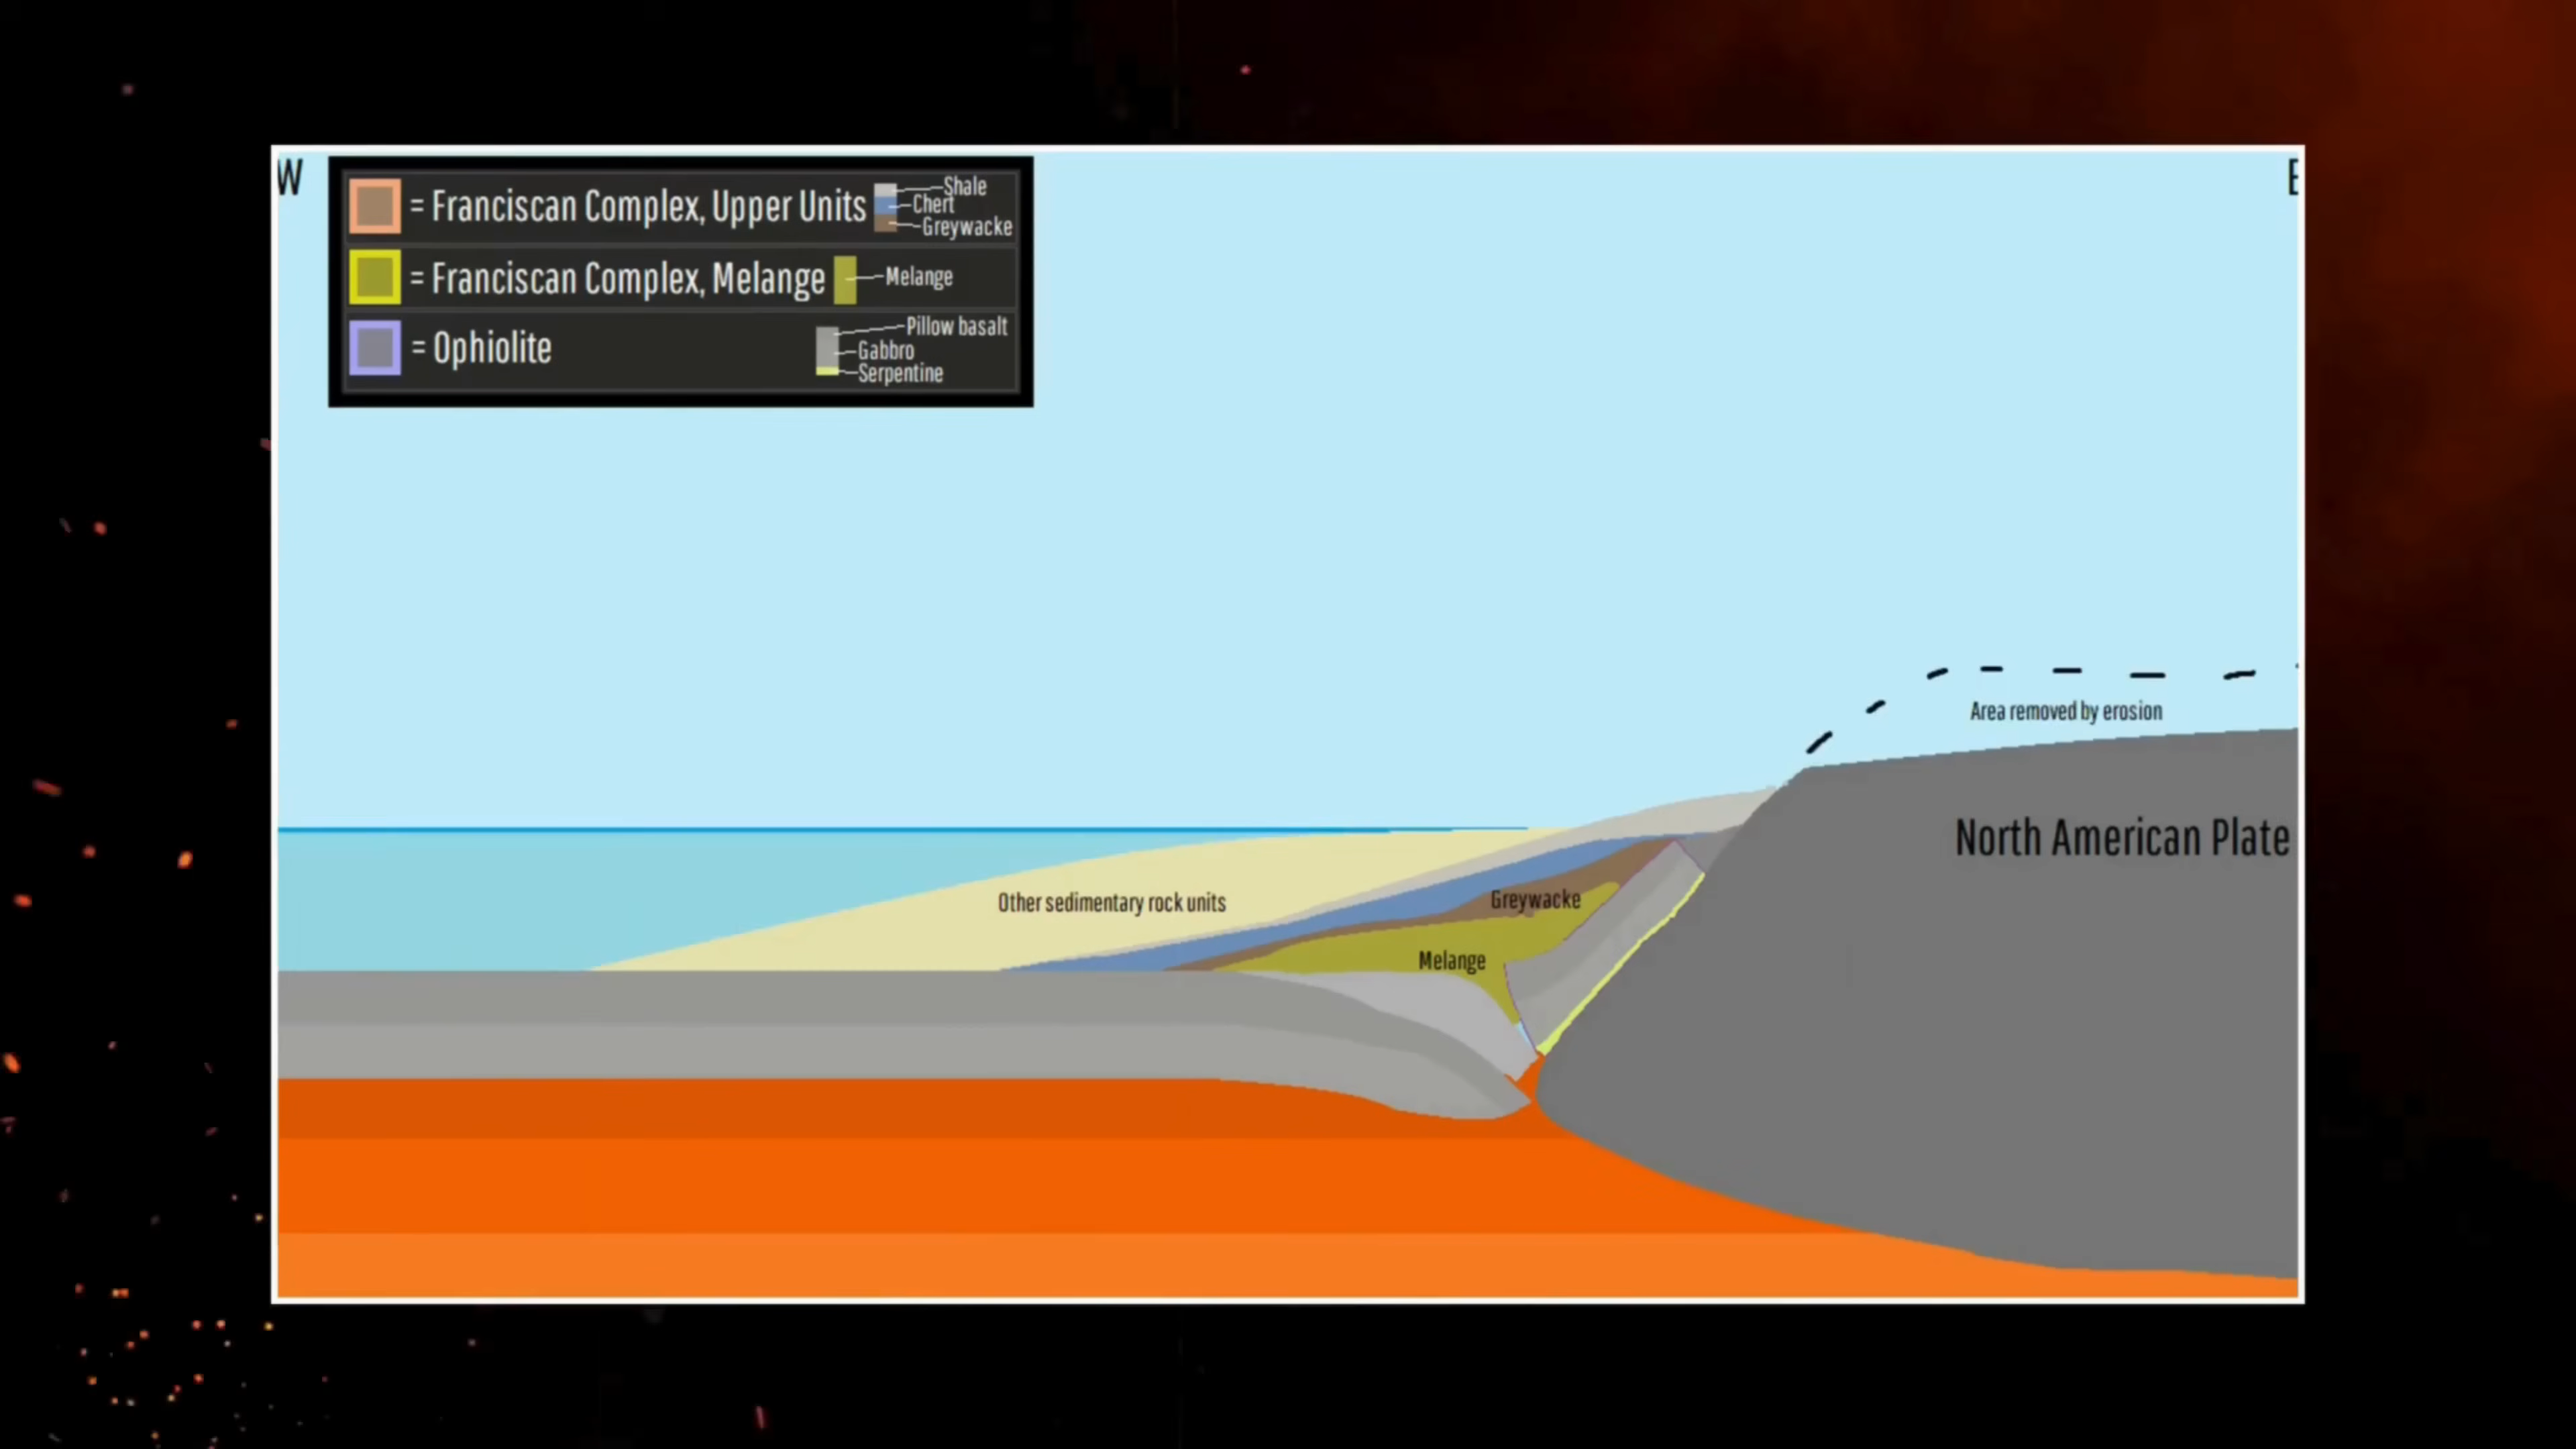 W
E
= Franciscan Complex, Upper Units
Shale
Chert
Greywacke
= Franciscan Complex, Melange
Melange
= Ophiolite
Pillow basalt
Gabbro
Serpentine
Area removed by erosion
North American Plate
Other sedimentary rock units
Greywacke
Melange